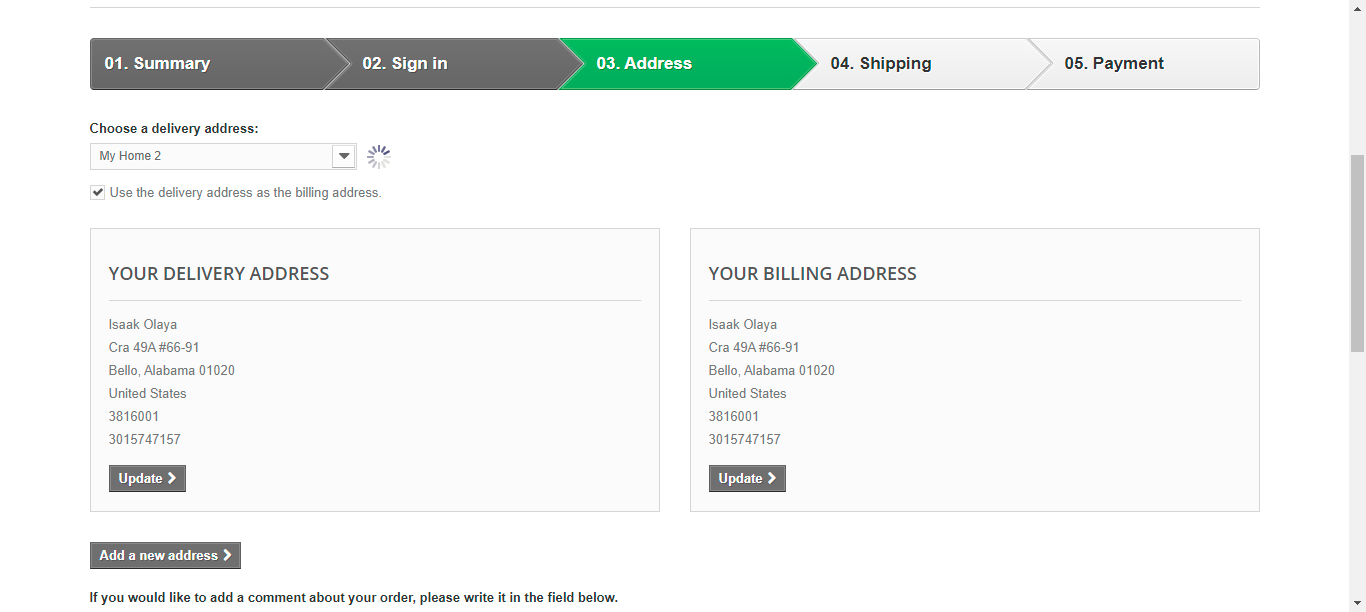 01. Summary
02. Sign in
03. Address
04. Shipping
05. Payment
Choose a delivery address:
My Home 2
Use the delivery address as the billing address.
YOUR DELIVERY ADDRESS
Isaak Olaya
Cra 49A #66-91
Bello, Alabama 01020
United States
3816001
3015747157
Update
YOUR BILLING ADDRESS
Isaak Olaya
Cra 49A #66-91
Bello, Alabama 01020
United States
3816001
3015747157
Update
Add a new address
If you would like to add a comment about your order, please write it in the field below.